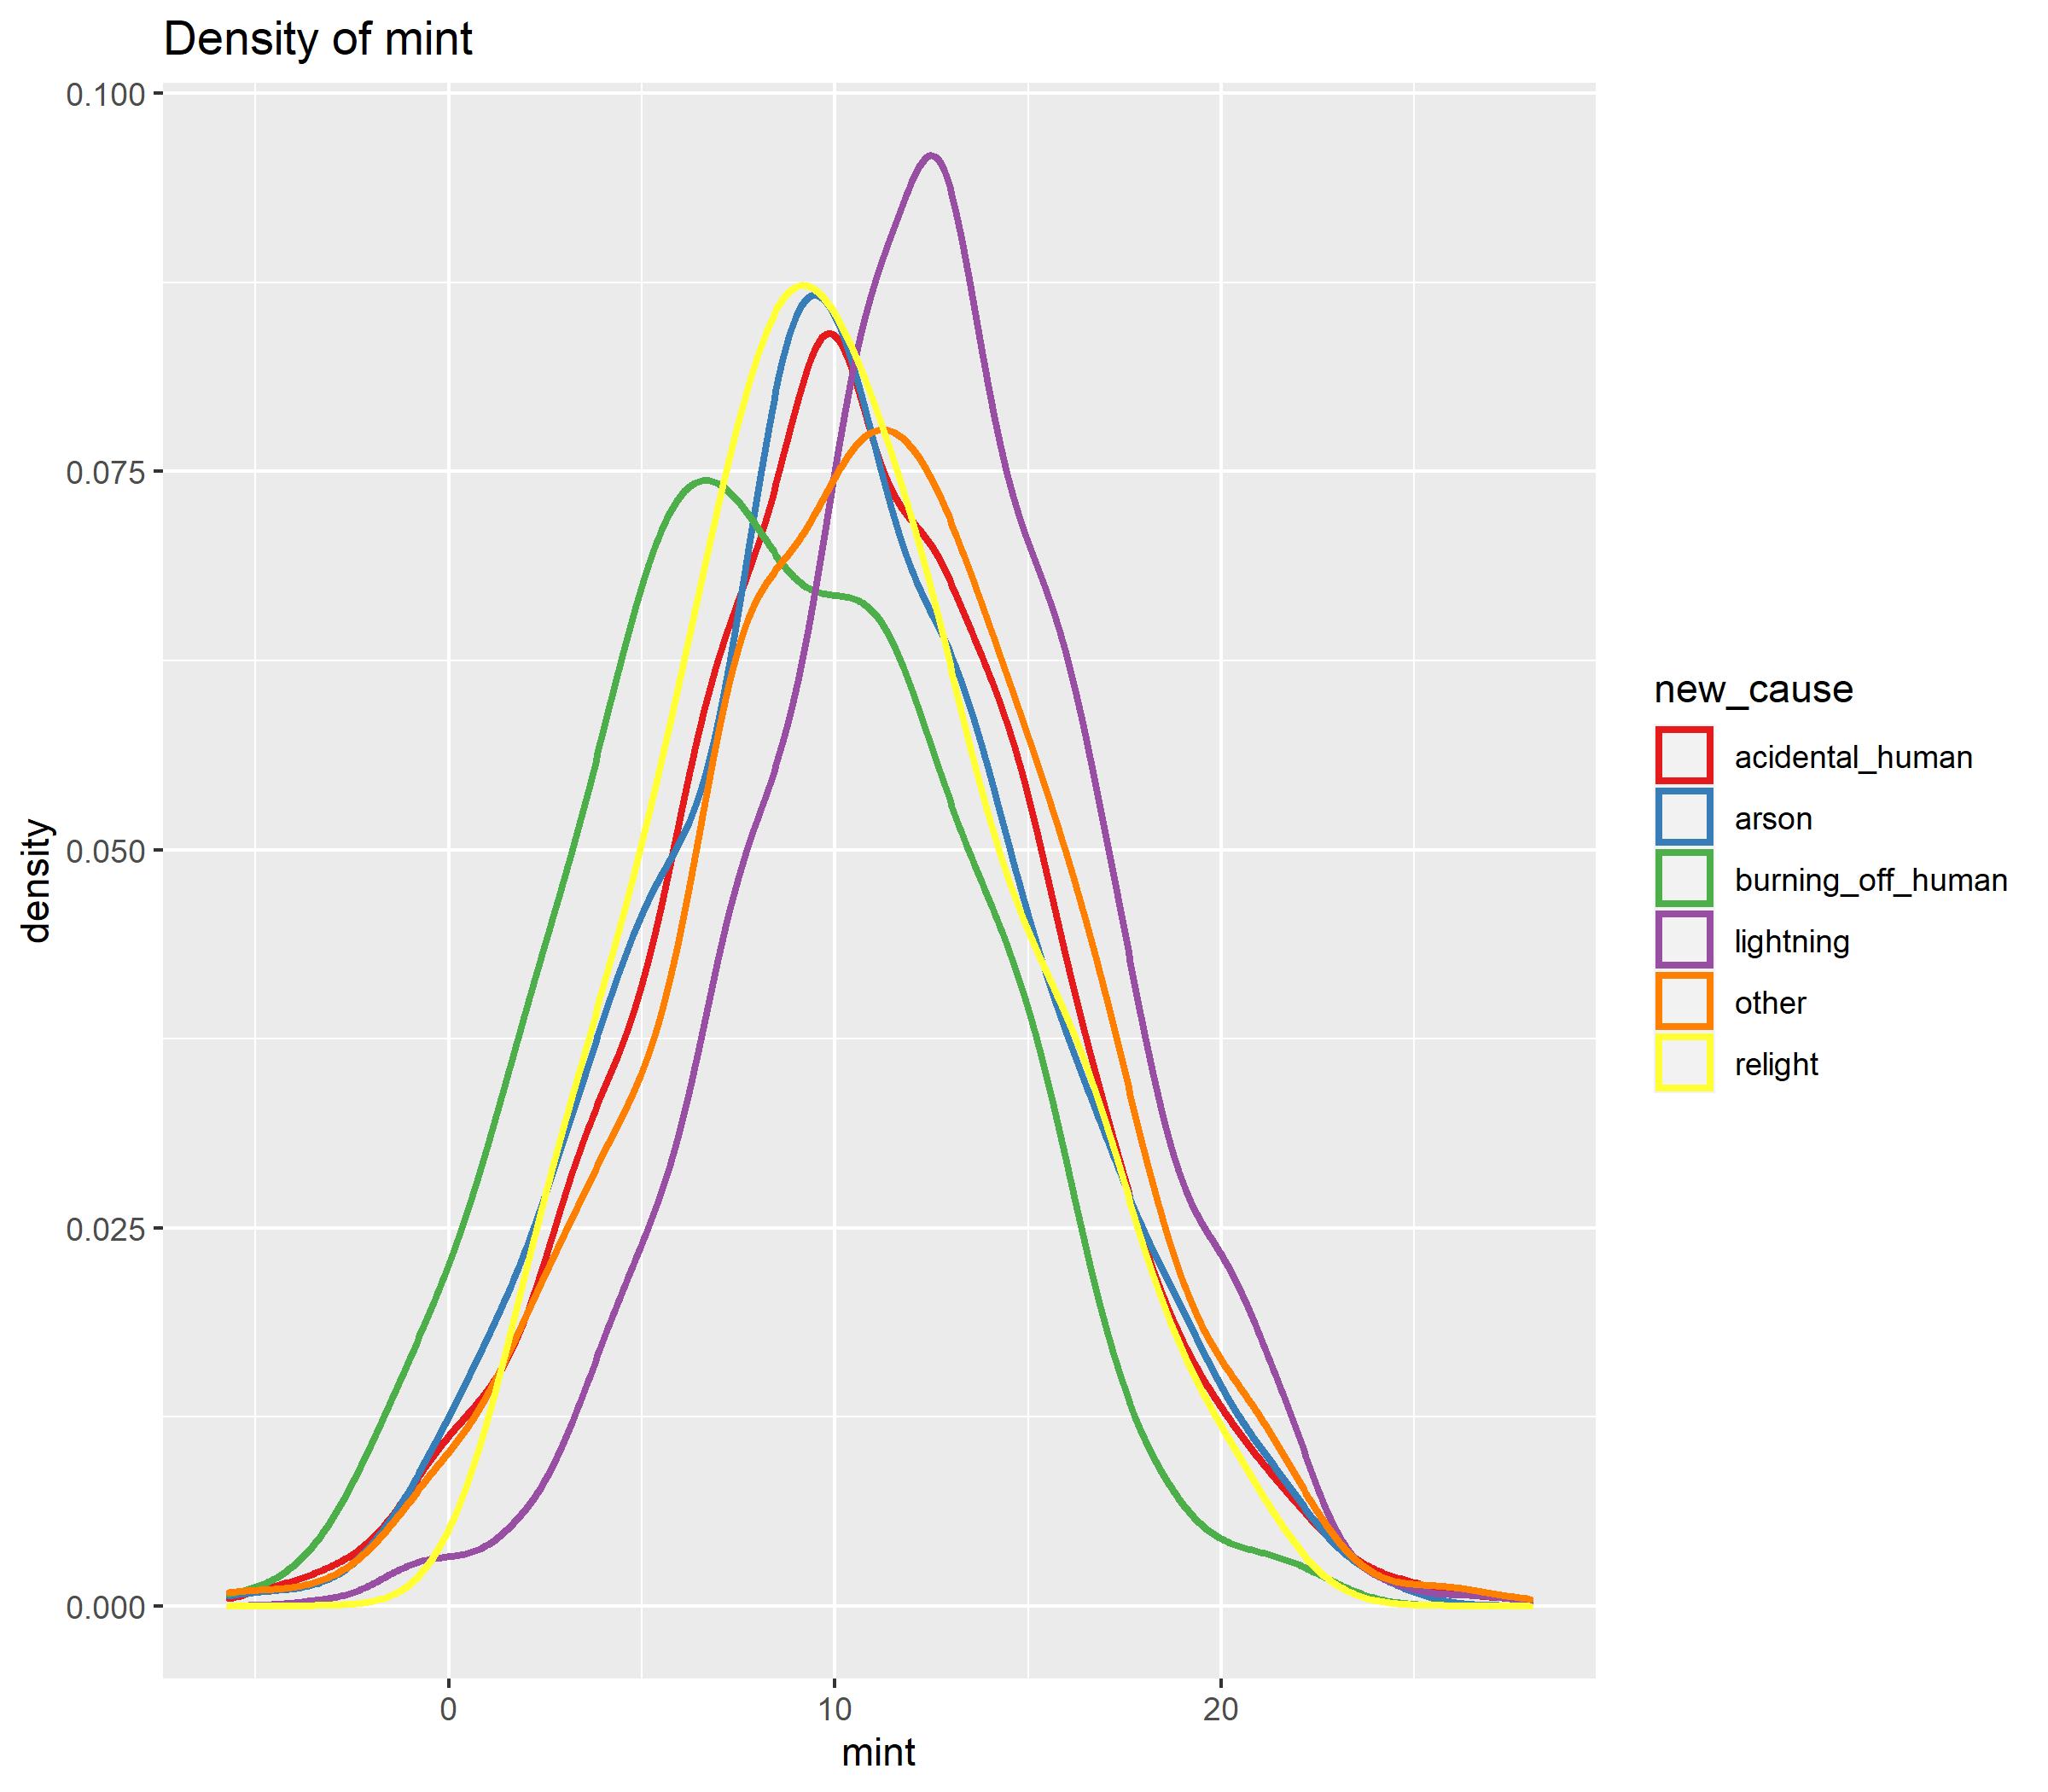 Density of mint
0.100
0.075
0.050
0.025
0.000
density
0
10
20
mint
new_cause
acidental_human
arson
burning_off_human
lightning
other
relight